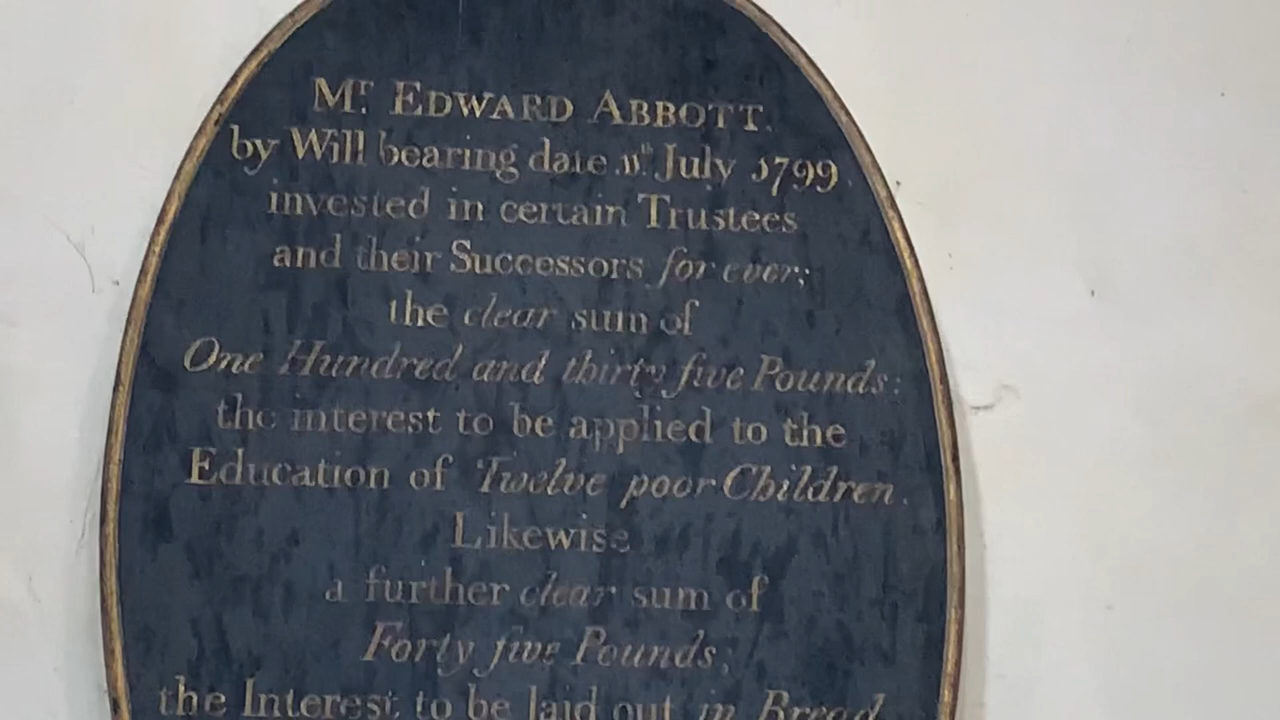 Mr. EDWARD ABBOTT.
by Will bearing date 11th July 1799
invested in certain Trustees
and their Successors for ever;
the clear sum of
One Hundred and thirty five Pounds:
the interest to be applied to the
Education of Twelve poor Children.
Likewise
a further clear sum of
Forty five Pounds;
the Interest to be laid out in Bread